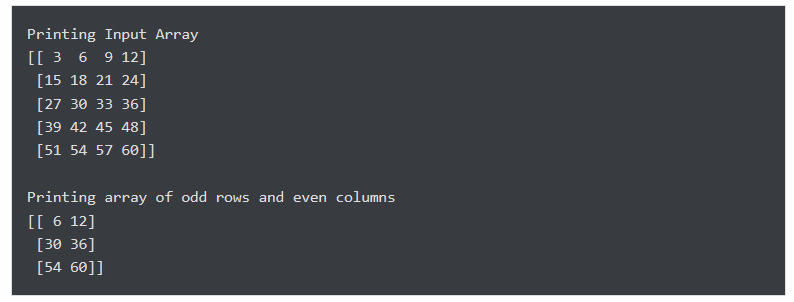 Printing Input Array
[[ 3  6  9 12]
 [15 18 21 24]
 [27 30 33 36]
 [39 42 45 48]
 [51 54 57 60]]

Printing array of odd rows and even columns
[[ 6 12]
 [30 36]
 [54 60]]